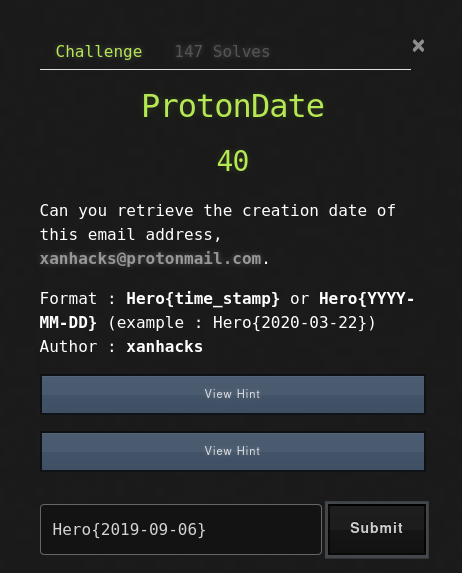 Challenge 147 Solves ×
ProtonDate
40
Can you retrieve the creation date of
this email address,
xanhacks@protonmail.com.
Format : Hero{time_stamp} or Hero{YYYY-
MM-DD} (example : Hero{2020-03-22})
Author : xanhacks
View Hint
View Hint
Hero{2019-09-06} Submit